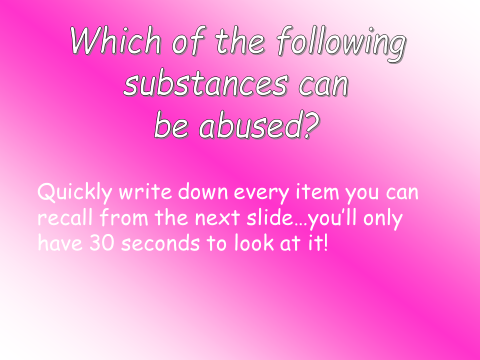 Which of the following
substances can
be abused?
Quickly write down every item you can
recall from the next slide…you'll only
have 30 seconds to look at it!